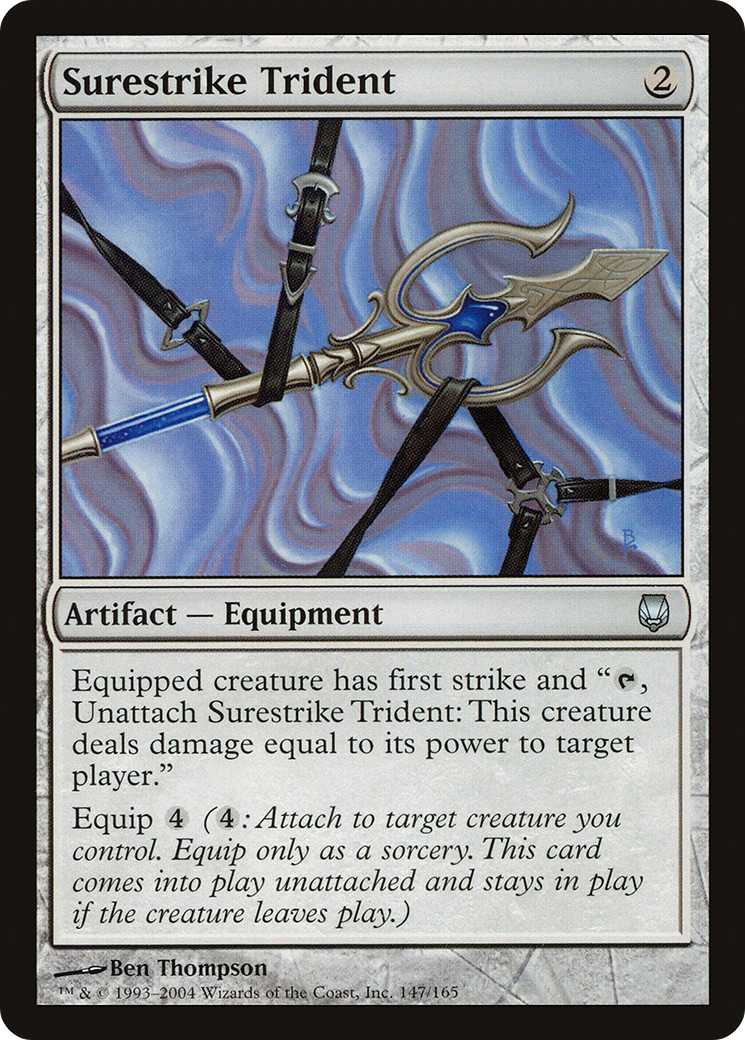 Surestrike Trident 2
Artifact — Equipment
Equipped creature has first strike and “ ,
Unattach Surestrike Trident: This creature
deals damage equal to its power to target
player.”
Equip 4 (4: Attach to target creature you
control. Equip only as a sorcery. This card
comes into play unattached and stays in play
if the creature leaves play.)
Ben Thompson
™ & © 1993–2004 Wizards of the Coast, Inc. 147/165